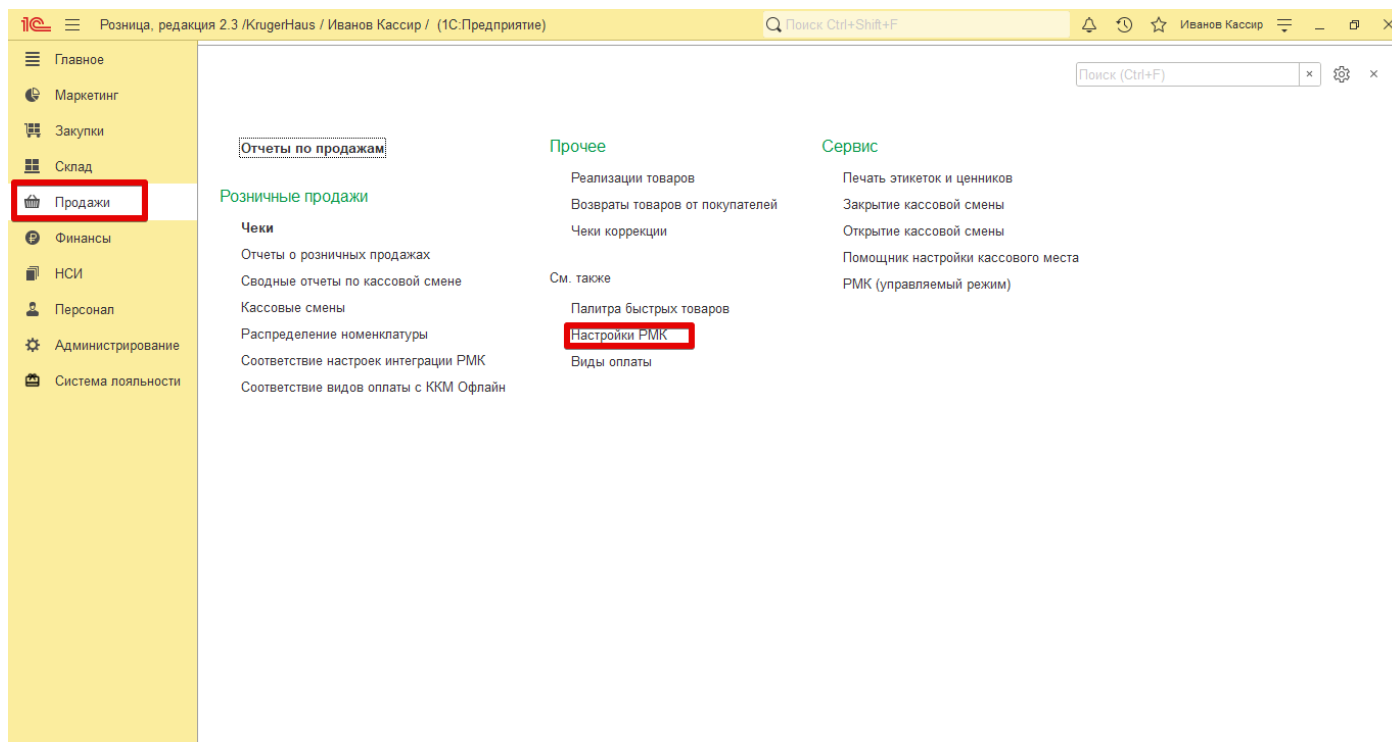 1С Розница, редакция 2.3 /KrugerHaus / Иванов Кассир / (1С:Предприятие) Поиск Ctrl+Shift+F Иванов Кассир
Главное
Маркетинг
Закупки
Склад
Продажи
Финансы
НСИ
Персонал
Администрирование
Система лояльности
Поиск (Ctrl+F)
Отчеты по продажам
Розничные продажи
Чеки
Отчеты о розничных продажах
Сводные отчеты по кассовой смене
Кассовые смены
Распределение номенклатуры
Соответствие настроек интеграции РМК
Соответствие видов оплаты с ККМ Офлайн
Прочее
Реализации товаров
Возвраты товаров от покупателей
Чеки коррекции
См. также
Палитра быстрых товаров
Настройки РМК
Виды оплаты
Сервис
Печать этикеток и ценников
Закрытие кассовой смены
Открытие кассовой смены
Помощник настройки кассового места
РМК (управляемый режим)